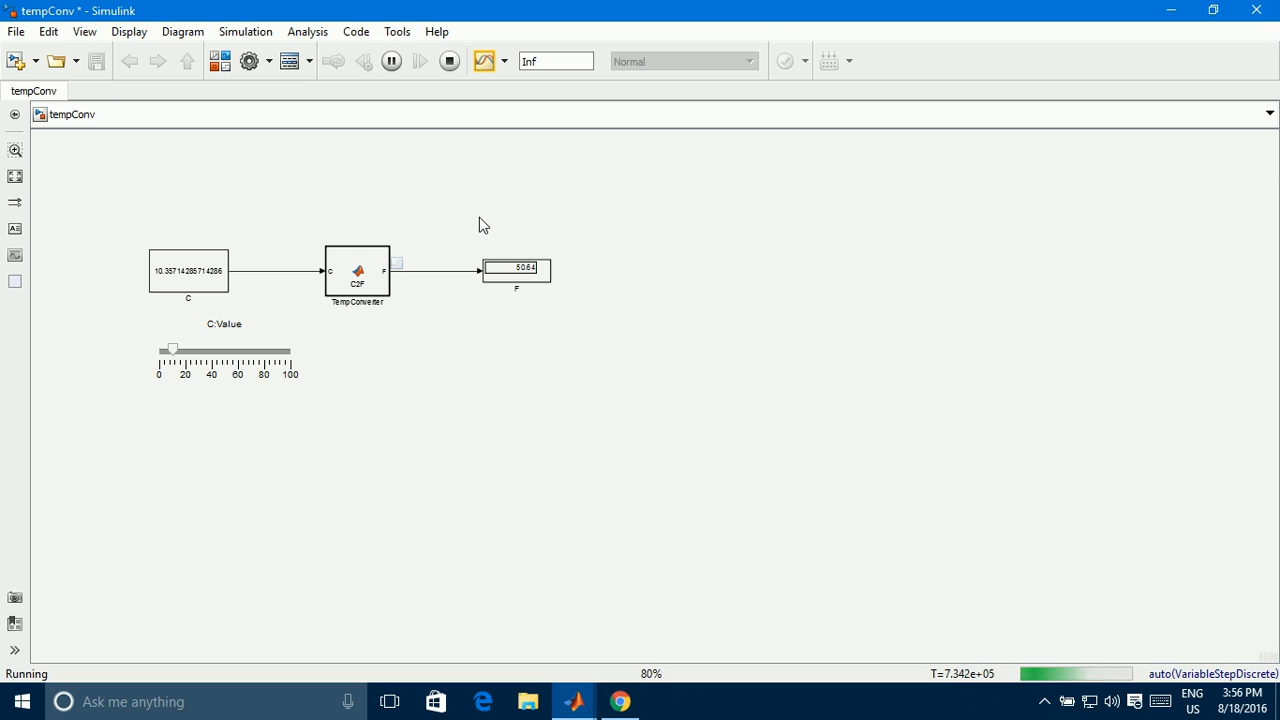 tempConv * - Simulink
File Edit View Display Diagram Simulation Analysis Code Tools Help
Inf Normal
tempConv
tempConv
10.35714285714286
C
C
F
C2F
TempConverter
50.64
F
C:Value
0 20 40 60 80 100
Running 80% T=7.342e+05 auto(VariableStepDiscrete)
Ask me anything
ENG
US
3:56 PM
8/18/2016